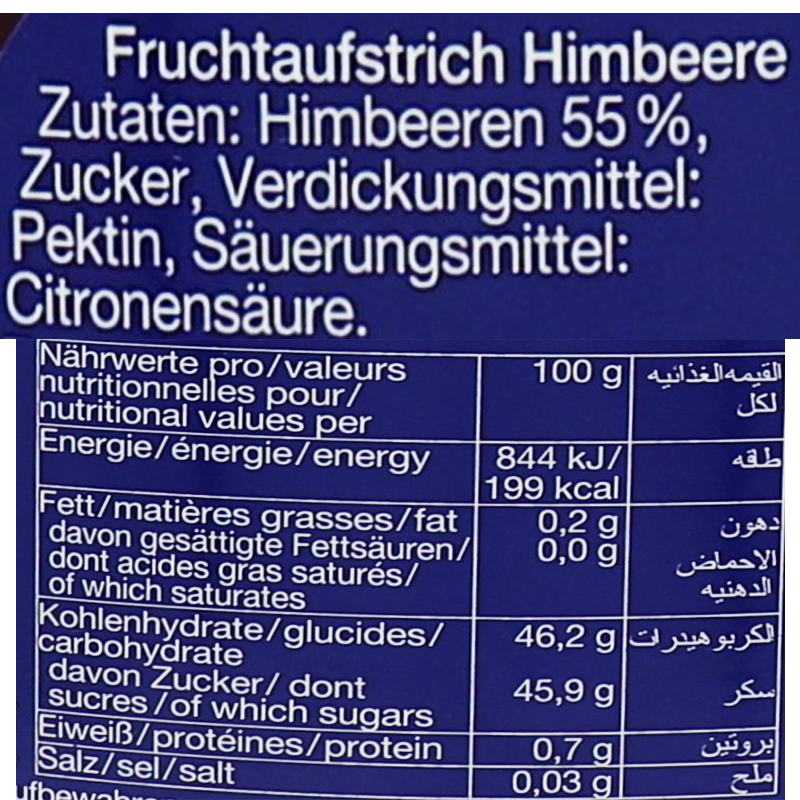 Fruchtaufstrich Himbeere
Zutaten: Himbeeren 55%,
Zucker, Verdickungsmittel:
Pektin, Säuerungsmittel:
Citronensäure.
Nährwerte pro/valeurs
nutritionnelles pour/
nutritional values per
100 g
القيمه الغذائيه
لكل
Energie/énergie/energy
844 kJ/
199 kcal
طاقه
Fett/matières grasses/fat
0,2 g
دهون
davon gesättigte Fettsäuren/
dont acides gras saturés/
of which saturates
0,0 g
الاحماض
الدهنيه
Kohlenhydrate/glucides/
carbohydrate
46,2 g
الكربوهيدرات
davon Zucker/ dont
sucres/of which sugars
45,9 g
سكر
Eiweiß/protéines/protein
0,7 g
بروتين
Salz/sel/salt
0,03 g
ملح